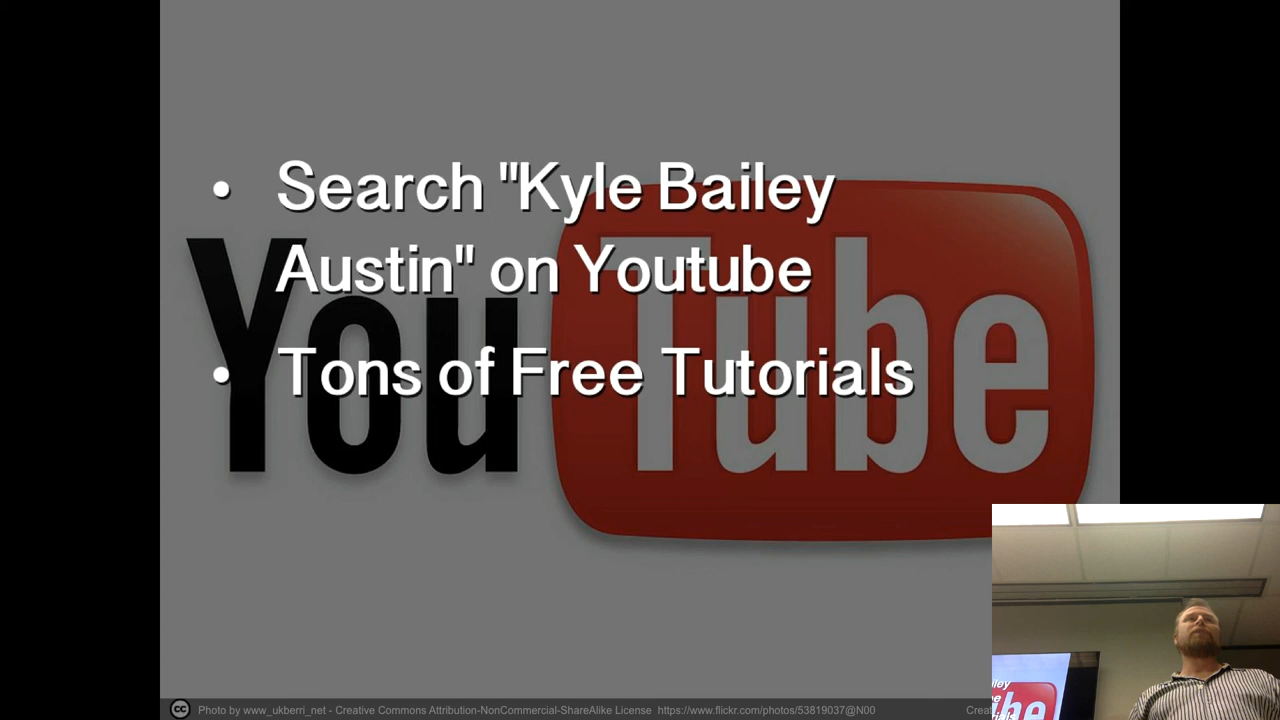 • Search "Kyle Bailey
Austin" on Youtube
• Tons of Free Tutorials
YouTube
Photo by www_ukberri_net - Creative Commons Attribution-NonCommercial-ShareAlike License https://www.flickr.com/photos/53819037@N00
Creat